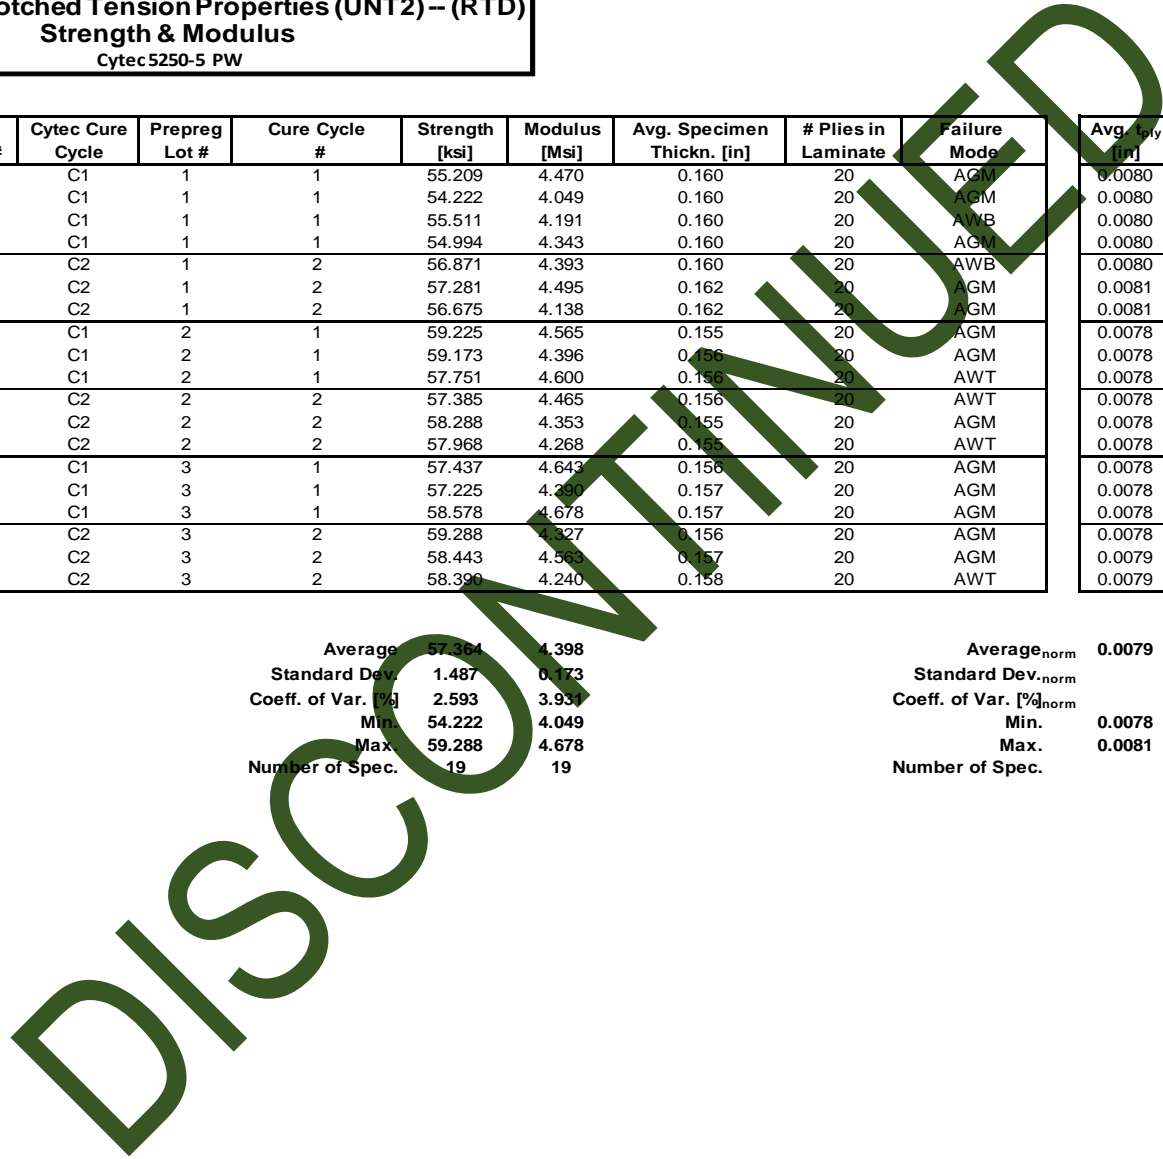 Tension Properties (UNT2) -- (RTD)
Strength & Modulus
Cytec 5250-5 PW
Cytec Cure Prepreg Cure Cycle Strength Modulus Avg. Specimen # Plies in Failure Avg. tply
# Cycle Lot # # [ksi] [Msi] Thickn. [in] Laminate Mode [in]
C1 1 1 55.209 4.470 0.160 20 AGM 0.0080
C1 1 1 54.222 4.049 0.160 20 AGM 0.0080
C1 1 1 55.511 4.191 0.160 20 AWB 0.0080
C1 1 1 54.994 4.343 0.160 20 AGM 0.0080
C2 1 2 56.871 4.393 0.160 20 AWB 0.0080
C2 1 2 57.281 4.495 0.162 20 AGM 0.0081
C2 1 2 56.675 4.138 0.162 20 AGM 0.0081
C1 2 1 59.225 4.565 0.155 20 AGM 0.0078
C1 2 1 59.173 4.396 0.156 20 AGM 0.0078
C1 2 1 57.751 4.600 0.156 20 AWT 0.0078
C2 2 2 57.385 4.465 0.156 20 AWT 0.0078
C2 2 2 58.288 4.353 0.155 20 AGM 0.0078
C2 2 2 57.968 4.268 0.155 20 AWT 0.0078
C1 3 1 57.437 4.643 0.156 20 AGM 0.0078
C1 3 1 57.225 4.390 0.157 20 AGM 0.0078
C1 3 1 58.578 4.678 0.157 20 AGM 0.0078
C2 3 2 59.288 4.327 0.156 20 AGM 0.0078
C2 3 2 58.443 4.563 0.157 20 AGM 0.0079
C2 3 2 58.390 4.240 0.158 20 AWT 0.0079
Average 57.364 4.398 Averagenorm 0.0079
Standard Dev. 1.487 0.173 Standard Dev.norm
Coeff. of Var. [%] 2.593 3.931 Coeff. of Var. [%]norm
Min. 54.222 4.049 Min. 0.0078
Max. 59.288 4.678 Max. 0.0081
Number of Spec. 19 19 Number of Spec.
DISCONTINUED